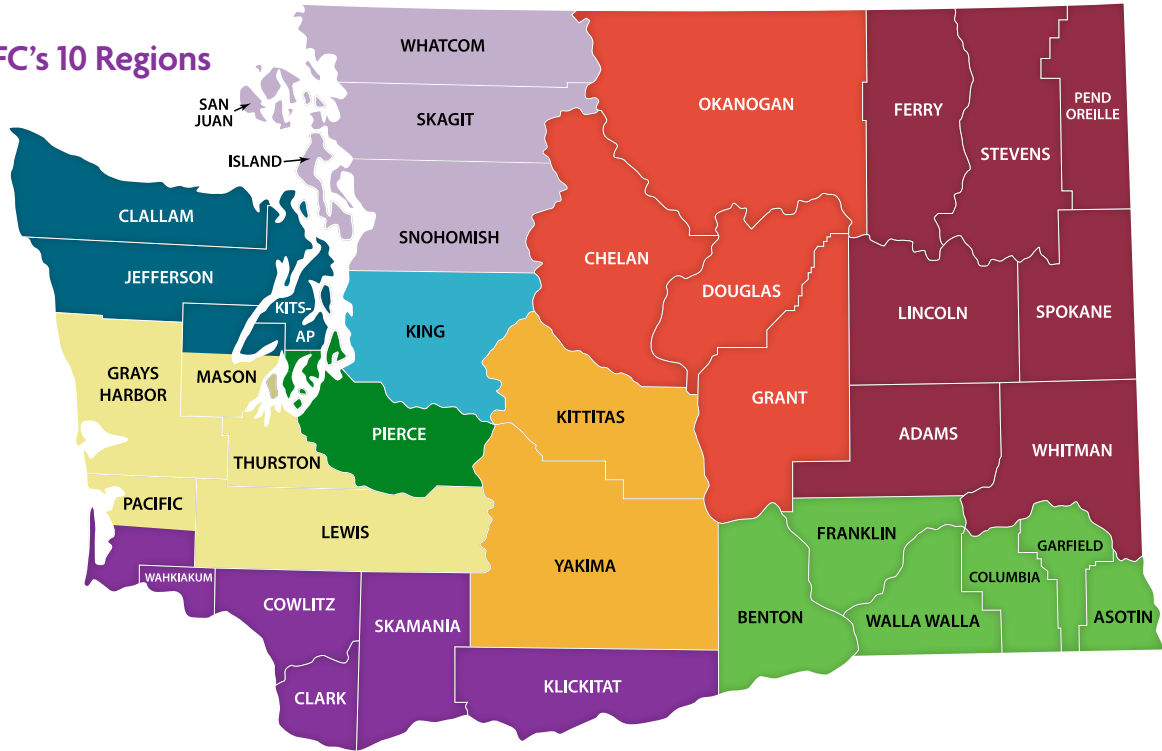 FC's 10 Regions
WHATCOM
SAN
JUAN
SKAGIT
ISLAND
SNOHOMISH
OKANOGAN
FERRY
STEVENS
PEND
OREILLE
CLALLAM
JEFFERSON
KITS-
AP
KING
CHELAN
DOUGLAS
LINCOLN
SPOKANE
GRAYS
HARBOR
MASON
PIERCE
THURSTON
KITTITAS
GRANT
ADAMS
WHITMAN
PACIFIC
LEWIS
YAKIMA
FRANKLIN
GARFIELD
COLUMBIA
WAHKIAKUM
COWLITZ
SKAMANIA
BENTON
WALLA WALLA
ASOTIN
CLARK
KLICKITAT